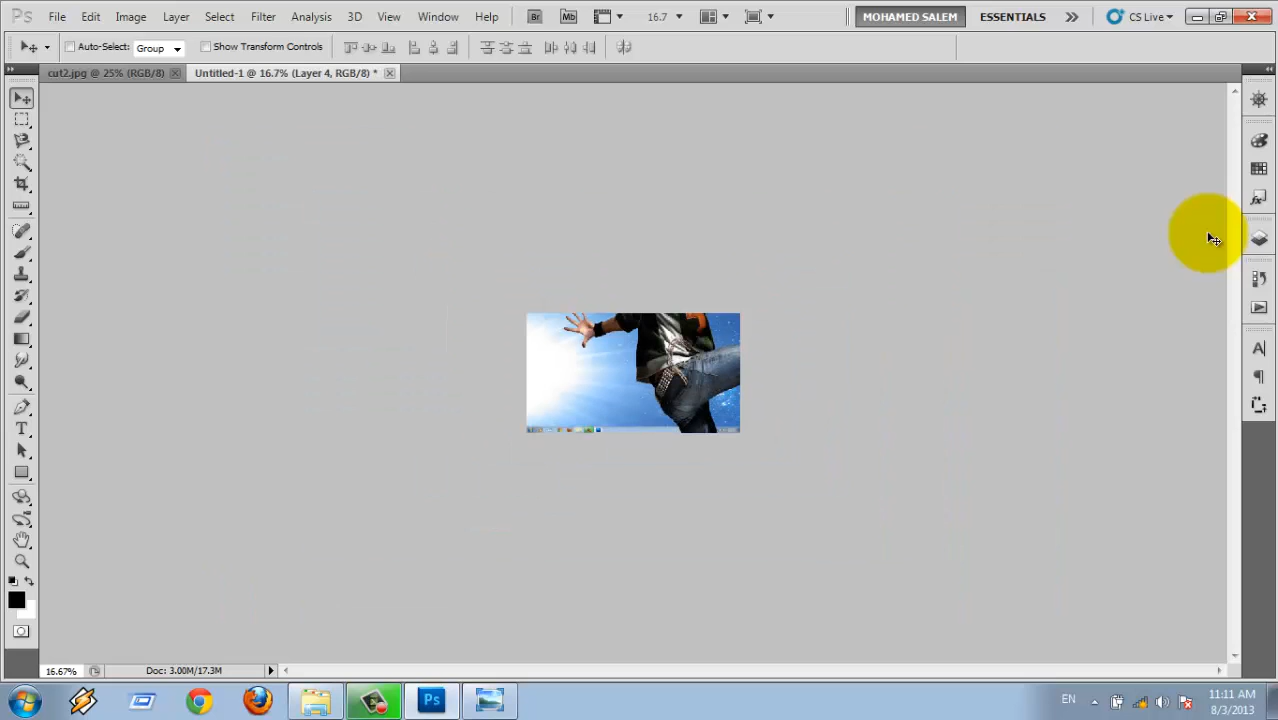 Ps File Edit Image Layer Select Filter Analysis 3D View Window Help Br Mb 16.7 MOHAMED SALEM ESSENTIALS CS Live
Auto-Select: Group Show Transform Controls
cut2.jpg @ 25% (RGB/8) Untitled-1 @ 16.7% (Layer 4, RGB/8) *
16.67% Doc: 3.00M/17.3M
Ps EN 11:11 AM
8/3/2013